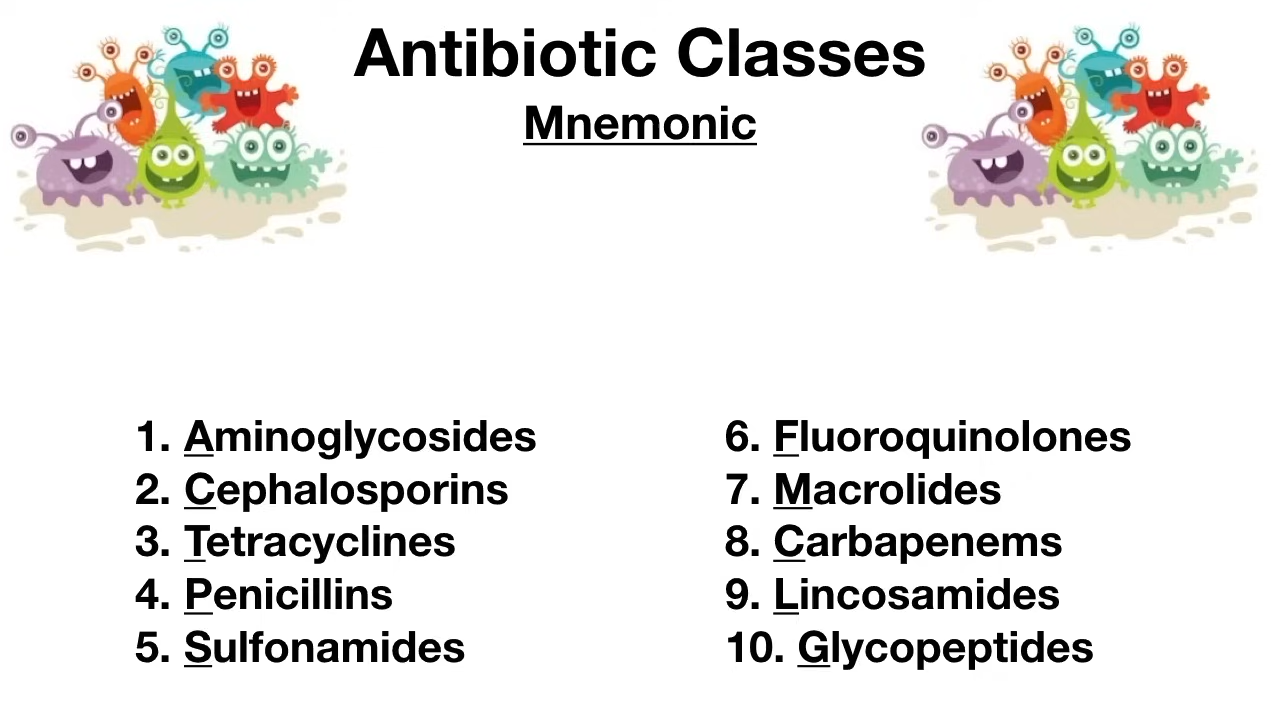 Antibiotic Classes
Mnemonic
1. Aminoglycosides
2. Cephalosporins
3. Tetracyclines
4. Penicillins
5. Sulfonamides
6. Fluoroquinolones
7. Macrolides
8. Carbapenems
9. Lincosamides
10. Glycopeptides